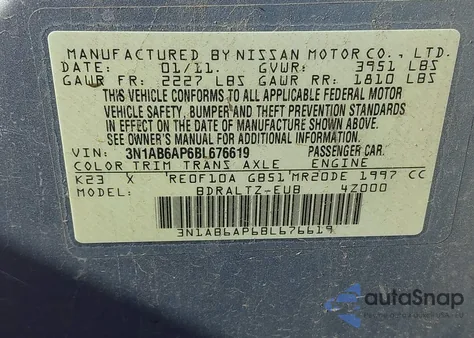 MANUFACTURED BY NISSAN MOTOR CO., LTD.
DATE: 01/11. GVWR: 3951 LBS
GAWR FR: 2227 LBS GAWR RR: 1810 LBS
THIS VEHICLE CONFORMS TO ALL APPLICABLE FEDERAL MOTOR
VEHICLE SAFETY, BUMPER AND THEFT PREVENTION STANDARDS
IN EFFECT ON THE DATE OF MANUFACTURE SHOWN ABOVE.
SEE OWNER'S MANUAL FOR ADDITIONAL INFORMATION.
VIN: 3N1AB6AP6BL676619 PASSENGER CAR.
COLOR TRIM TRANS AXLE ENGINE
K23 X RE0F10A GB51 MR20DE 1997 CC
MODEL: BDRALTZ-EUB 4Z000
3N1AB6AP6BL676619
autoSnap